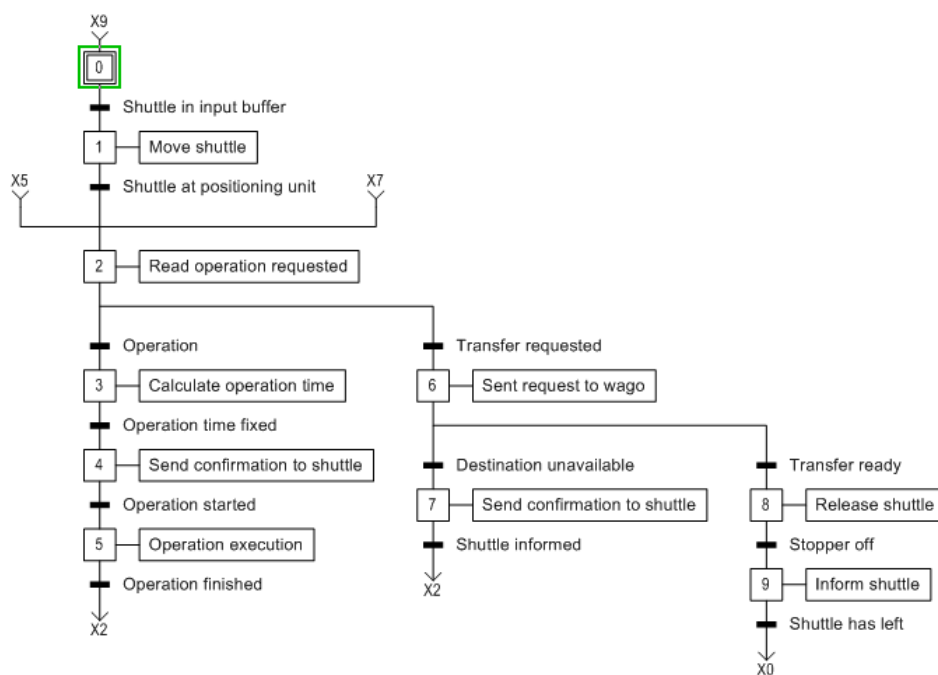 X9
0
Shuttle in input buffer
1 Move shuttle
X5 Shuttle at positioning unit X7
2 Read operation requested
Operation Transfer requested
3 Calculate operation time 6 Sent request to wago
Operation time fixed
4 Send confirmation to shuttle Destination unavailable Transfer ready
Operation started 7 Send confirmation to shuttle 8 Release shuttle
5 Operation execution Shuttle informed Stopper off
Operation finished X2 9 Inform shuttle
X2 Shuttle has left
X0